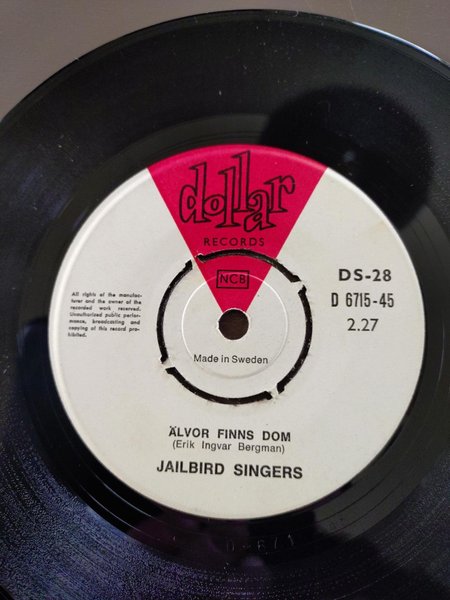 dollar
RECORDS
NCB
DS-28
D 6715-45
2.27
All rights of the manufac-
turer and the owner of the
recorded work reserved.
Unauthorized public perfor-
mance, broadcasting and
copying of this record pro-
hibited.
Made in Sweden
ÄLVOR FINNS DOM
(Erik Ingvar Bergman)
JAILBIRD SINGERS